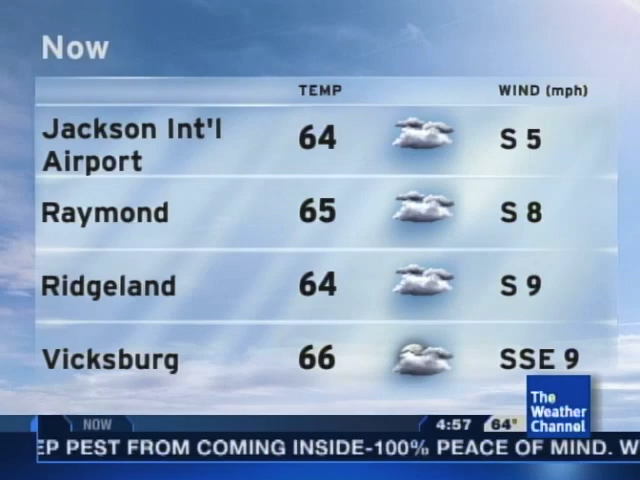 Now
TEMP WIND (mph)
Jackson Int'l
Airport 64 S 5
Raymond 65 S 8
Ridgeland 64 S 9
Vicksburg 66 SSE 9
The
Weather
Channel
NOW 4:57 64°
EP PEST FROM COMING INSIDE-100% PEACE OF MIND. W